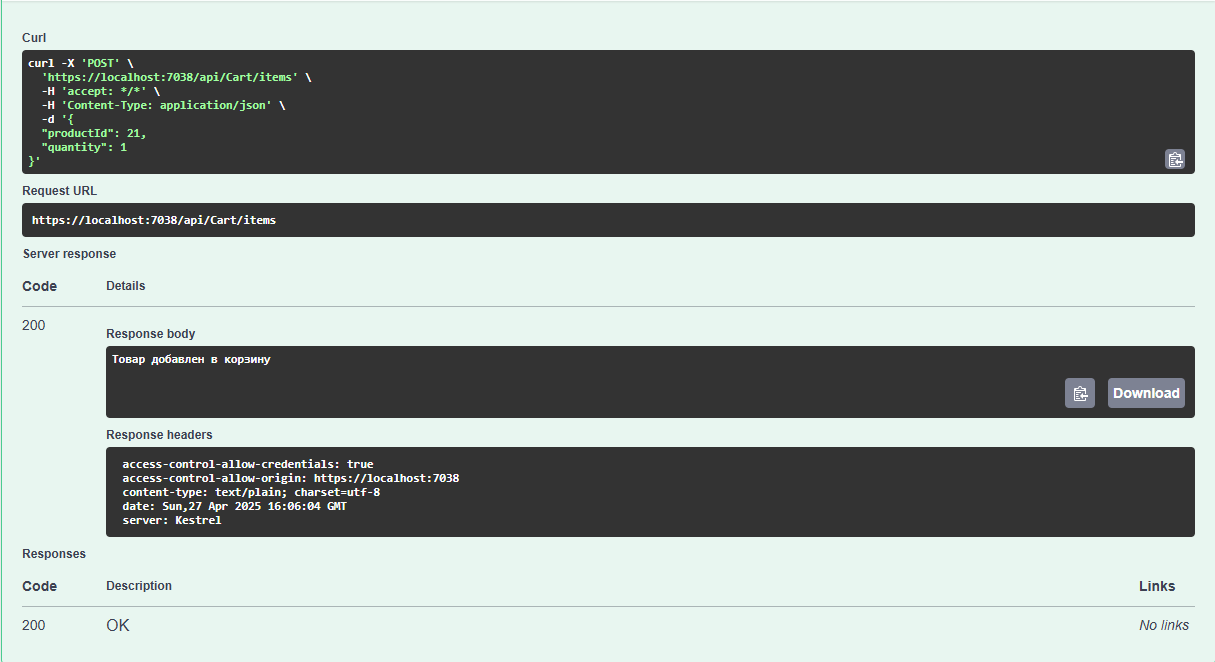 Curl
curl -X 'POST' \
'https://localhost:7038/api/Cart/items' \
-H 'accept: */*' \
-H 'Content-Type: application/json' \
-d '{
"productId": 21,
"quantity": 1
}'
Request URL
https://localhost:7038/api/Cart/items
Server response
Code Details
200
Response body
Товар добавлен в корзину
Download
Response headers
access-control-allow-credentials: true
access-control-allow-origin: https://localhost:7038
content-type: text/plain; charset=utf-8
date: Sun,27 Apr 2025 16:06:04 GMT
server: Kestrel
Responses
Code Description Links
200 OK No links